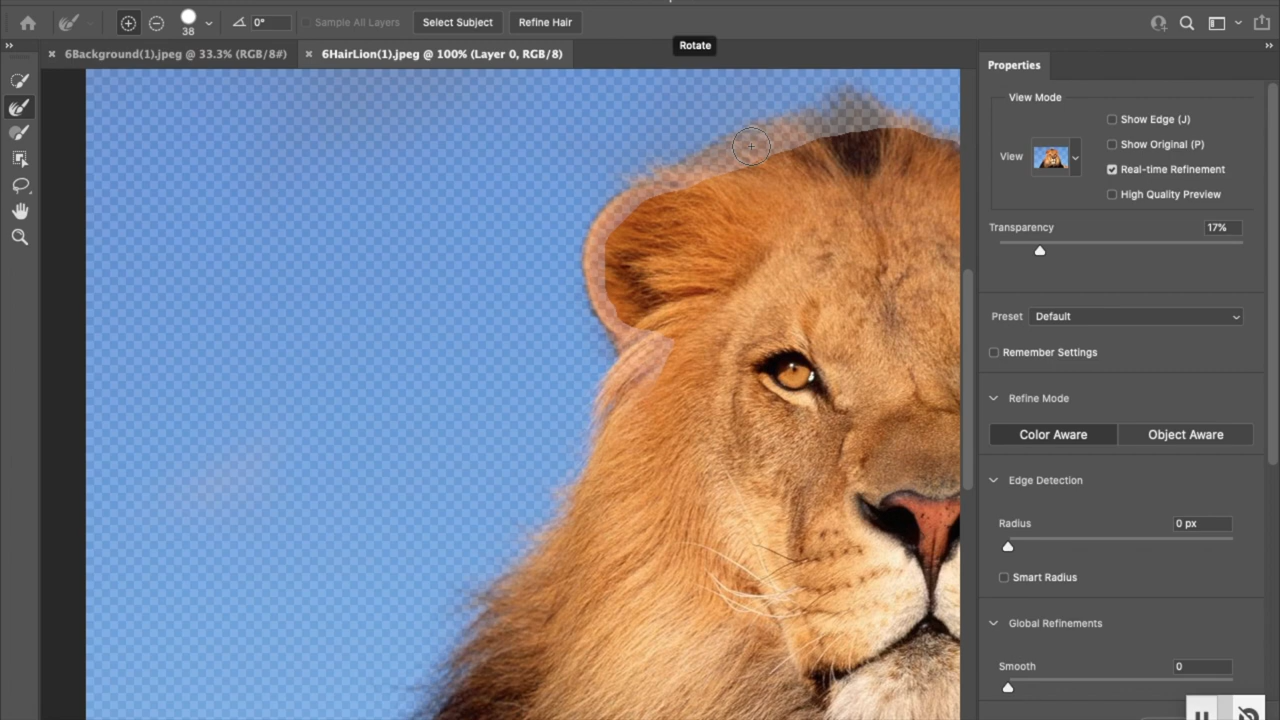 38
0°
Sample All Layers
Select Subject
Refine Hair
6Background(1).jpeg @ 33.3% (RGB/8#)
6HairLion(1).jpeg @ 100% (Layer 0, RGB/8)
Rotate
Properties
View Mode
Show Edge (J)
Show Original (P)
View
Real-time Refinement
High Quality Preview
Transparency 17%
Preset Default
Remember Settings
Refine Mode
Color Aware Object Aware
Edge Detection
Radius 0 px
Smart Radius
Global Refinements
Smooth 0